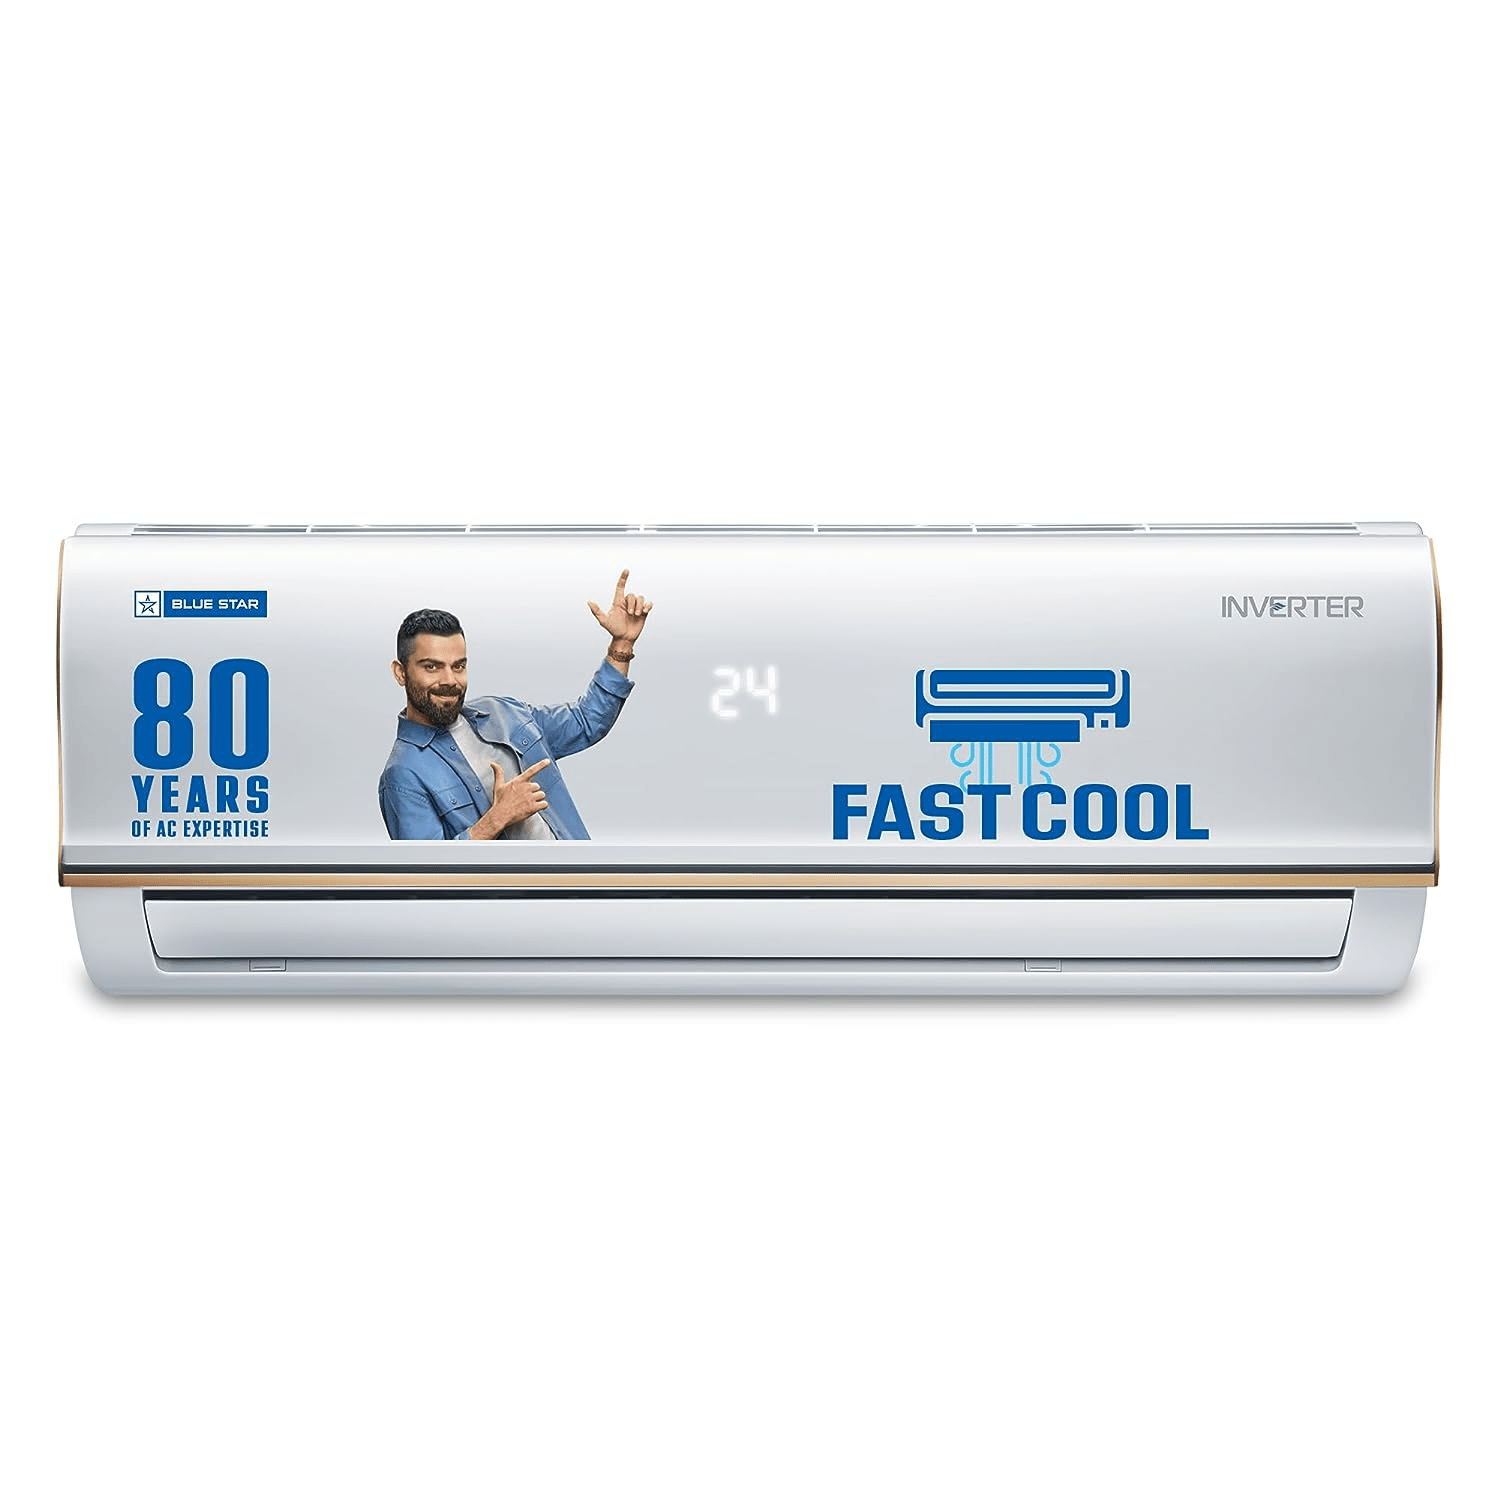 BLUE STAR
80
YEARS
OF AC EXPERTISE
24
INVERTER
FAST COOL